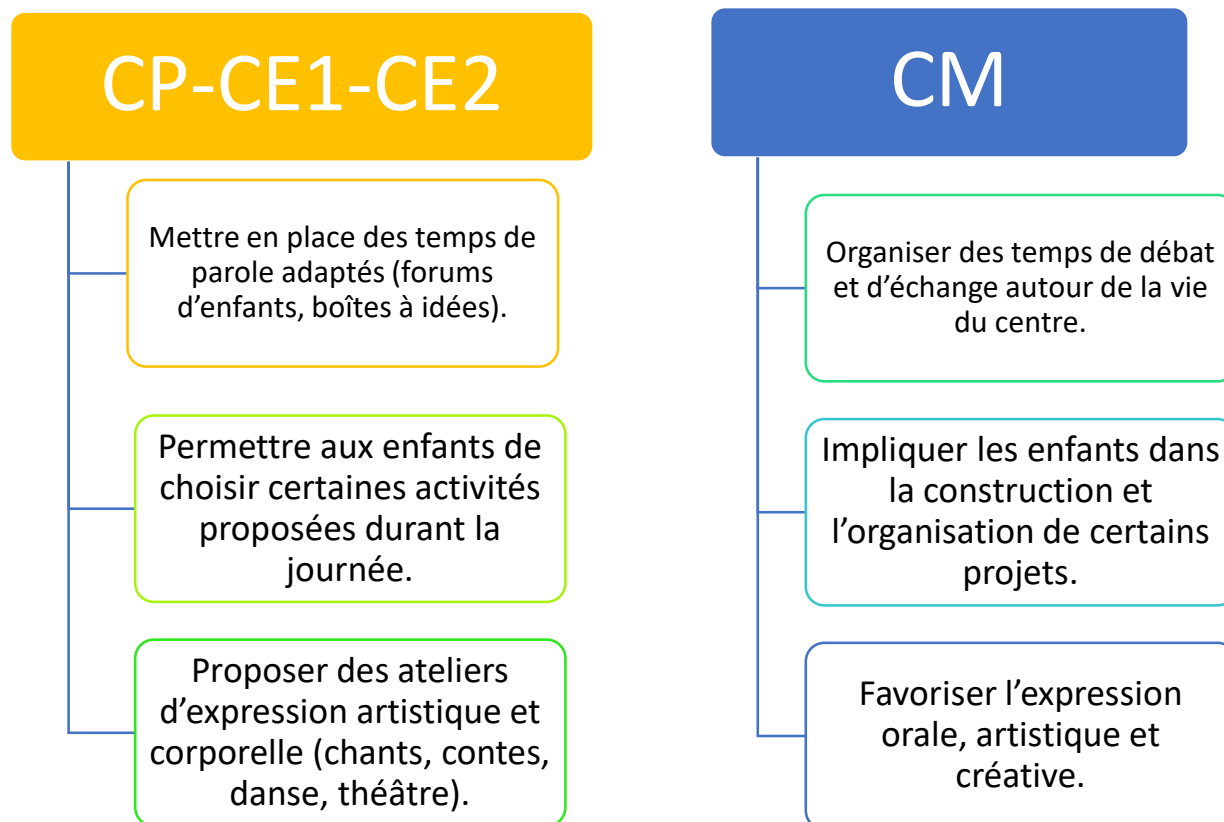 CP-CE1-CE2
Mettre en place des temps de
parole adaptés (forums
d’enfants, boîtes à idées).
Permettre aux enfants de
choisir certaines activités
proposées durant la
journée.
Proposer des ateliers
d’expression artistique et
corporelle (chants, contes,
danse, théâtre).
CM
Organiser des temps de débat
et d’échange autour de la vie
du centre.
Impliquer les enfants dans
la construction et
l’organisation de certains
projets.
Favoriser l’expression
orale, artistique et
créative.